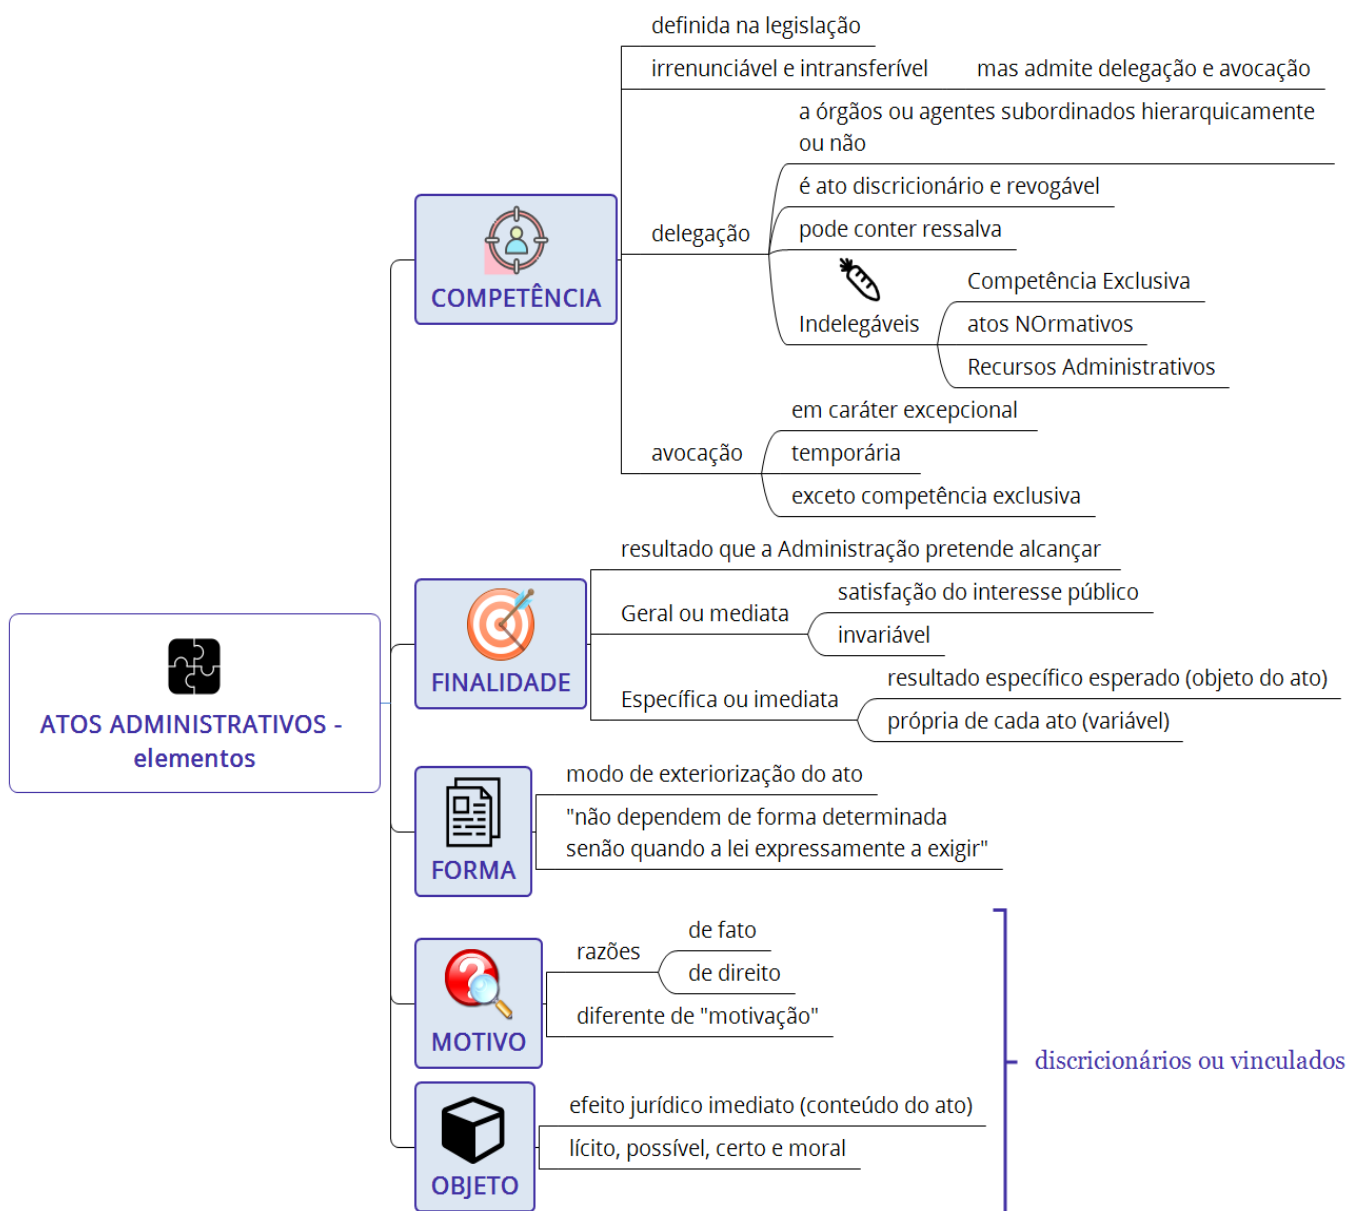 ATOS ADMINISTRATIVOS -
elementos
COMPETÊNCIA
definida na legislação
irrenunciável e intransferível
mas admite delegação e avocação
delegação
a órgãos ou agentes subordinados hierarquicamente
ou não
é ato discricionário e revogável
pode conter ressalva
Indelegáveis
Competência Exclusiva
atos NOrmativos
Recursos Administrativos
avocação
em caráter excepcional
temporária
exceto competência exclusiva
FINALIDADE
resultado que a Administração pretende alcançar
Geral ou mediata
satisfação do interesse público
invariável
Específica ou imediata
resultado específico esperado (objeto do ato)
própria de cada ato (variável)
FORMA
modo de exteriorização do ato
"não dependem de forma determinada
senão quando a lei expressamente a exigir"
MOTIVO
razões
de fato
de direito
diferente de "motivação"
OBJETO
efeito jurídico imediato (conteúdo do ato)
lícito, possível, certo e moral
discricionários ou vinculados